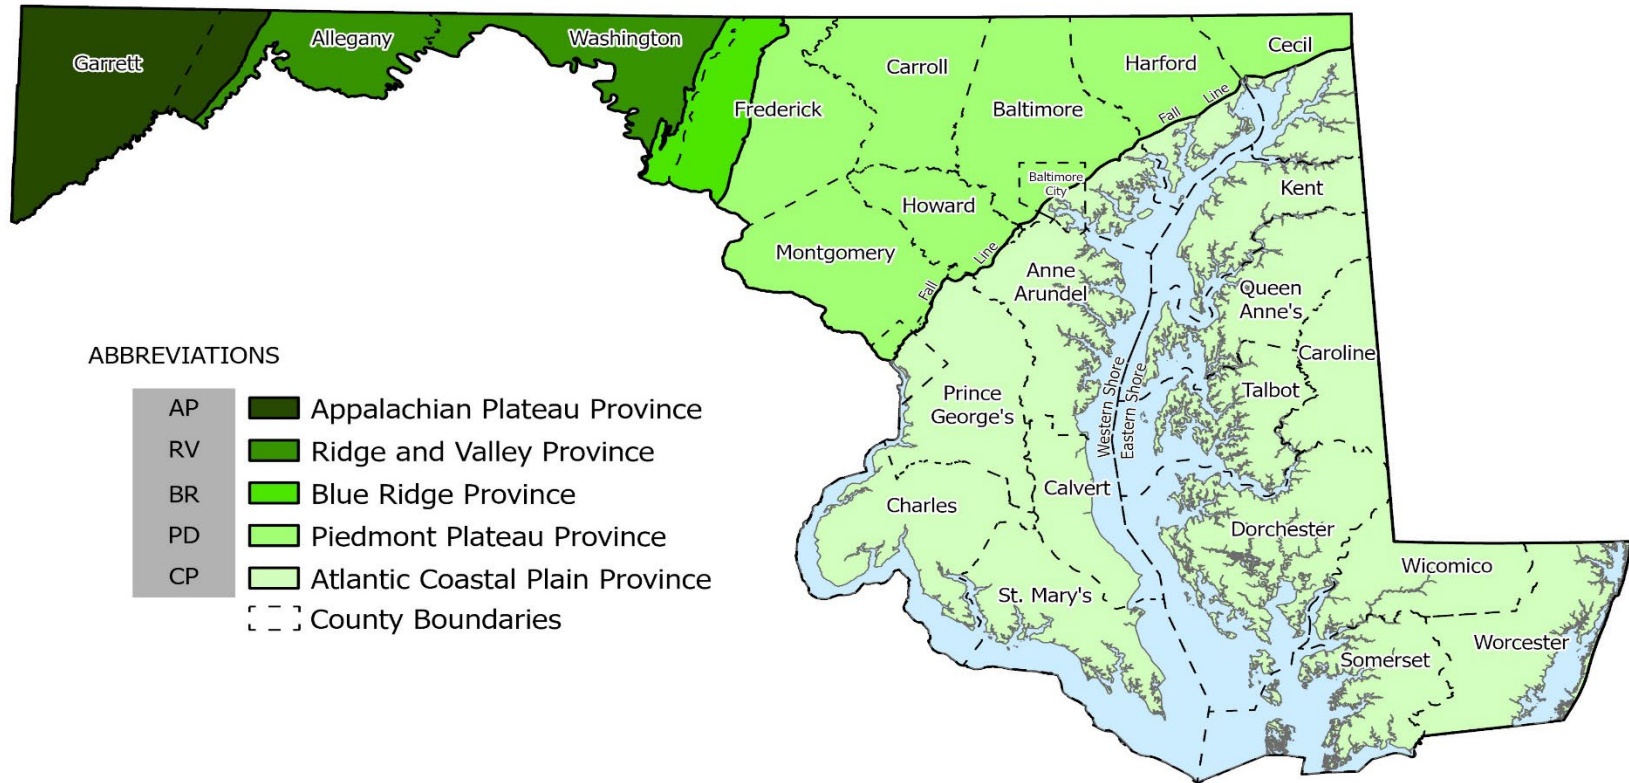 Garrett
Allegany
Washington
Frederick
Carroll
Baltimore
Harford
Cecil
Fall Line
Baltimore
City
Howard
Montgomery
Fall Line
Kent
Anne
Arundel
Queen
Anne's
Caroline
Talbot
Western Shore
Eastern Shore
Prince
George's
Charles
Calvert
St. Mary's
Dorchester
Wicomico
Somerset
Worcester
ABBREVIATIONS
AP Appalachian Plateau Province
RV Ridge and Valley Province
BR Blue Ridge Province
PD Piedmont Plateau Province
CP Atlantic Coastal Plain Province
County Boundaries